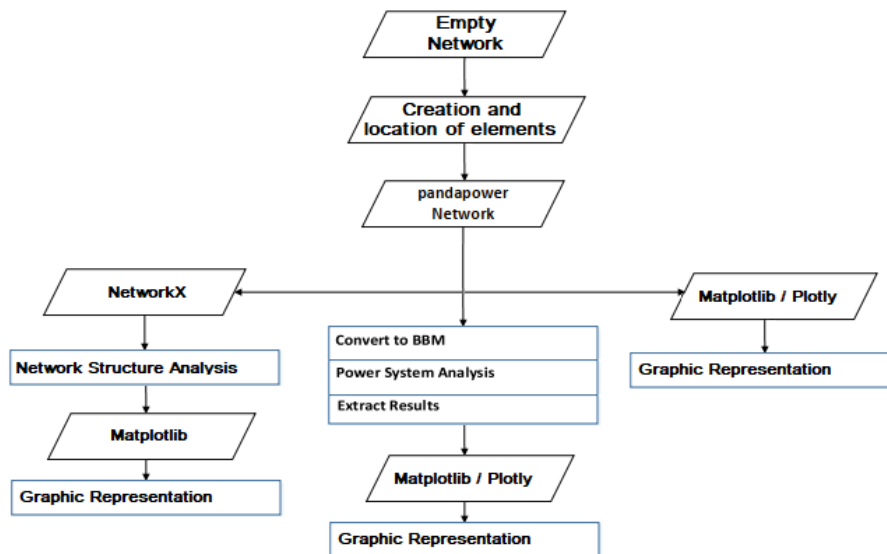 Empty
Network
Creation and
location of elements
pandapower
Network
NetworkX
Network Structure Analysis
Matplotlib
Graphic Representation
Convert to BBM
Power System Analysis
Extract Results
Matplotlib / Plotly
Graphic Representation
Matplotlib / Plotly
Graphic Representation